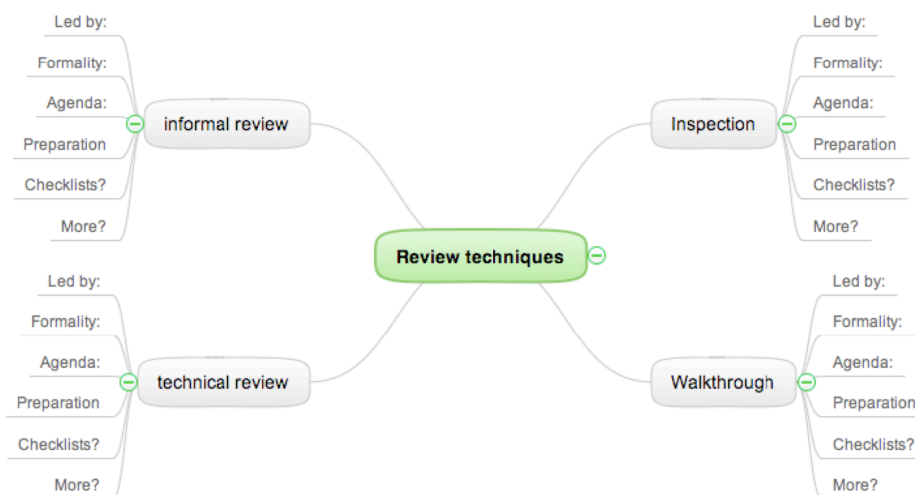 Review techniques
informal review
Led by:
Formality:
Agenda:
Preparation
Checklists?
More?
technical review
Led by:
Formality:
Agenda:
Preparation
Checklists?
More?
Inspection
Led by:
Formality:
Agenda:
Preparation
Checklists?
More?
Walkthrough
Led by:
Formality:
Agenda:
Preparation
Checklists?
More?